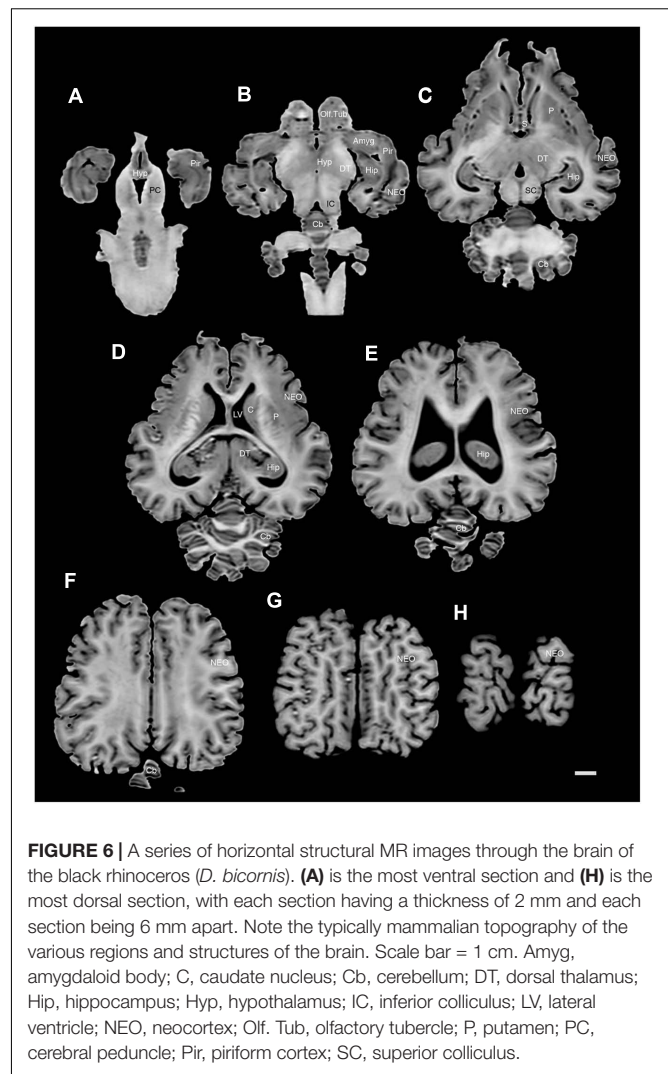 A
Hyp
PC
Pir
B
Olf.Tub
Amyg
Pir
Hyp
DT
Hip
NEO
IC
Cb
C
P
S
DT
NEO
Hip
SC
Cb
D
NEO
LV
C
P
DT
Hip
Cb
E
NEO
Hip
Cb
F
NEO
Cb
G
NEO
H
NEO
FIGURE 6 | A series of horizontal structural MR images through the brain of
the black rhinoceros (D. bicornis). (A) is the most ventral section and (H) is the
most dorsal section, with each section having a thickness of 2 mm and each
section being 6 mm apart. Note the typically mammalian topography of the
various regions and structures of the brain. Scale bar = 1 cm. Amyg,
amygdaloid body; C, caudate nucleus; Cb, cerebellum; DT, dorsal thalamus;
Hip, hippocampus; Hyp, hypothalamus; IC, inferior colliculus; LV, lateral
ventricle; NEO, neocortex; Olf. Tub, olfactory tubercle; P, putamen; PC,
cerebral peduncle; Pir, piriform cortex; SC, superior colliculus.